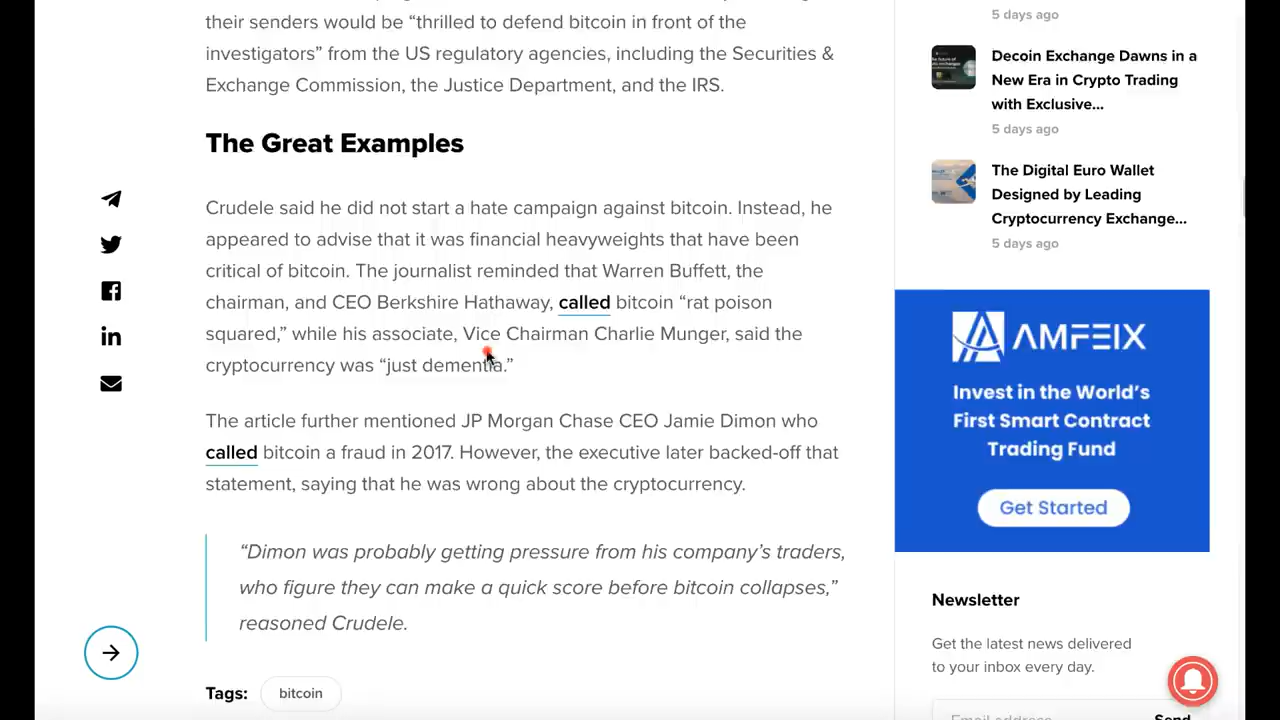 their senders would be “thrilled to defend bitcoin in front of the
investigators” from the US regulatory agencies, including the Securities &
Exchange Commission, the Justice Department, and the IRS.
The Great Examples
Crudele said he did not start a hate campaign against bitcoin. Instead, he
appeared to advise that it was financial heavyweights that have been
critical of bitcoin. The journalist reminded that Warren Buffett, the
chairman, and CEO Berkshire Hathaway, called bitcoin “rat poison
squared,” while his associate, Vice Chairman Charlie Munger, said the
cryptocurrency was “just dementia.”
The article further mentioned JP Morgan Chase CEO Jamie Dimon who
called bitcoin a fraud in 2017. However, the executive later backed-off that
statement, saying that he was wrong about the cryptocurrency.
“Dimon was probably getting pressure from his company’s traders,
who figure they can make a quick score before bitcoin collapses,”
reasoned Crudele.
Tags: bitcoin
5 days ago
Decoin Exchange Dawns in a
New Era in Crypto Trading
with Exclusive...
5 days ago
The Digital Euro Wallet
Designed by Leading
Cryptocurrency Exchange...
5 days ago
AMFEIX
Invest in the World’s
First Smart Contract
Trading Fund
Get Started
Newsletter
Get the latest news delivered
to your inbox every day.
Email address
Send